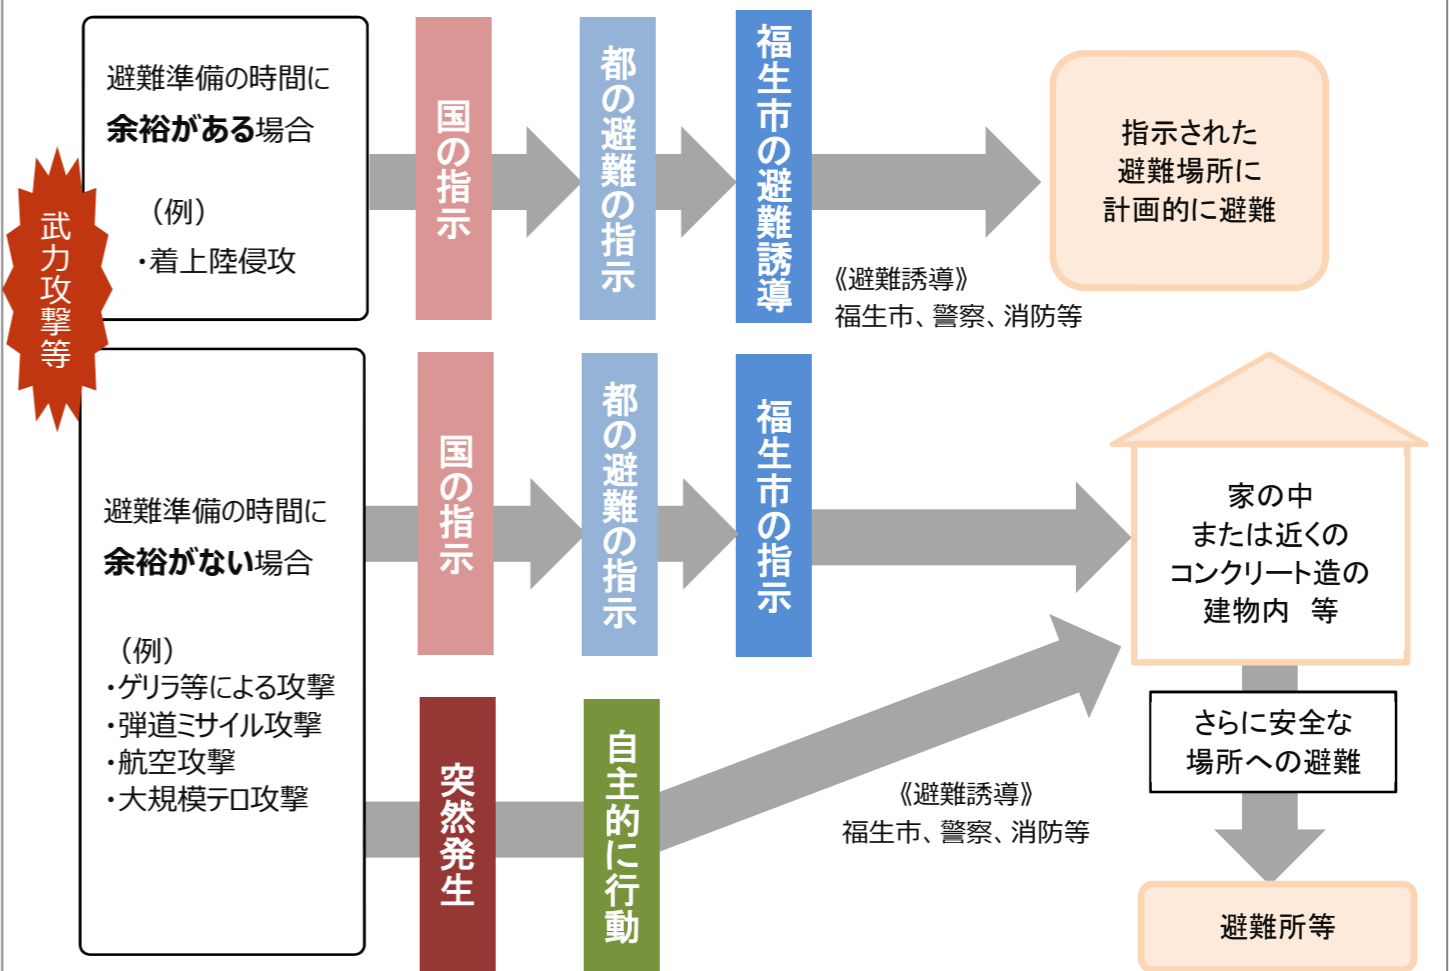 武力攻撃等
避難準備の時間に
余裕がある場合
（例）
・着上陸侵攻
国の指示
都の避難の指示
福生市の避難誘導
《避難誘導》
福生市、警察、消防等
指示された
避難場所に
計画的に避難
避難準備の時間に
余裕がない場合
（例）
・ゲリラ等による攻撃
・弾道ミサイル攻撃
・航空攻撃
・大規模テロ攻撃
国の指示
都の避難の指示
福生市の指示
突然発生
自主的に行動
《避難誘導》
福生市、警察、消防等
家の中
または近くの
コンクリート造の
建物内　等
さらに安全な
場所への避難
避難所等